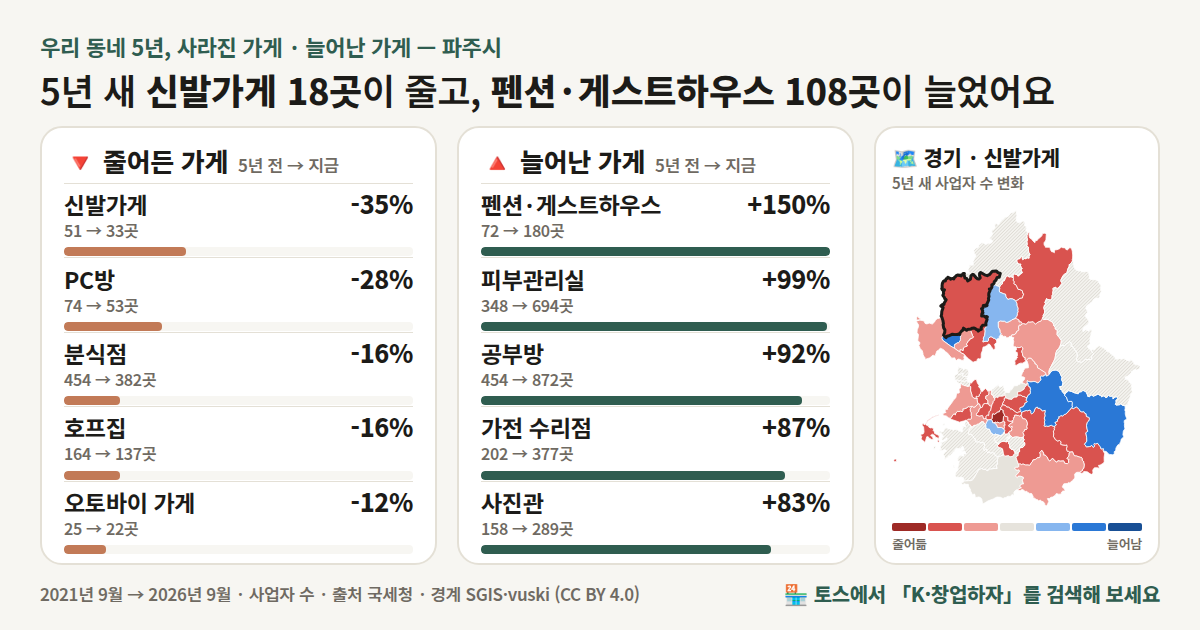 우리 동네 5년, 사라진 가게 · 늘어난 가게 — 파주시
5년 새 신발가게 18곳이 줄고, 펜션·게스트하우스 108곳이 늘었어요
🔻 줄어든 가게 5년 전 → 지금
신발가게 -35%
51 → 33곳
PC방 -28%
74 → 53곳
분식점 -16%
454 → 382곳
호프집 -16%
164 → 137곳
오토바이 가게 -12%
25 → 22곳
🔺 늘어난 가게 5년 전 → 지금
펜션·게스트하우스 +150%
72 → 180곳
피부관리실 +99%
348 → 694곳
공부방 +92%
454 → 872곳
가전 수리점 +87%
202 → 377곳
사진관 +83%
158 → 289곳
🗺️ 경기 · 신발가게
5년 새 사업자 수 변화
줄어듦 늘어남
2021년 9월 → 2026년 9월 · 사업자 수 · 출처 국세청 · 경계 SGIS·vuski (CC BY 4.0)
🏪 토스에서 「K·창업하자」를 검색해 보세요